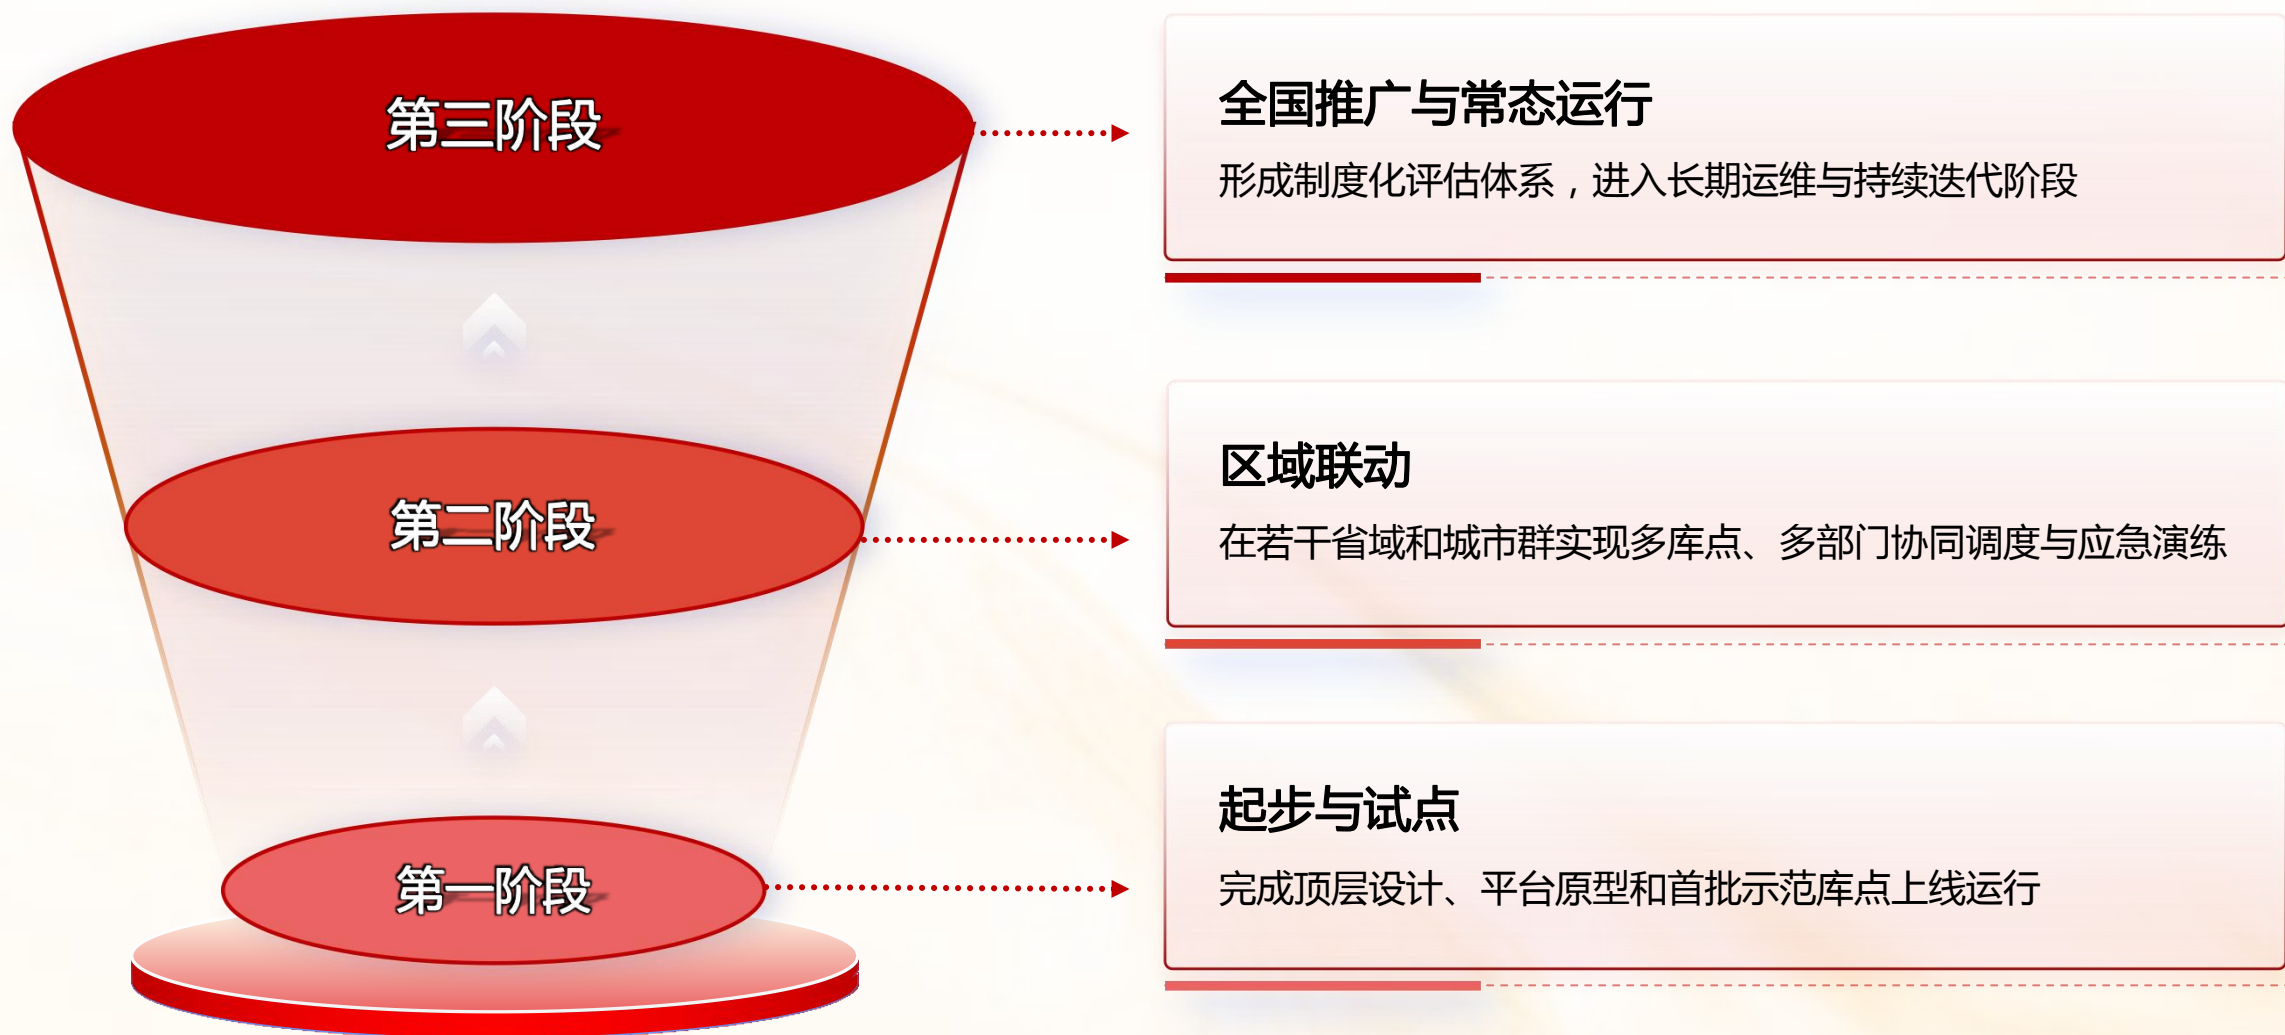 第三阶段
全国推广与常态运行
形成制度化评估体系，进入长期运维与持续迭代阶段
第二阶段
区域联动
在若干省域和城市群实现多库点、多部门协同调度与应急演练
第一阶段
起步与试点
完成顶层设计、平台原型和首批示范库点上线运行